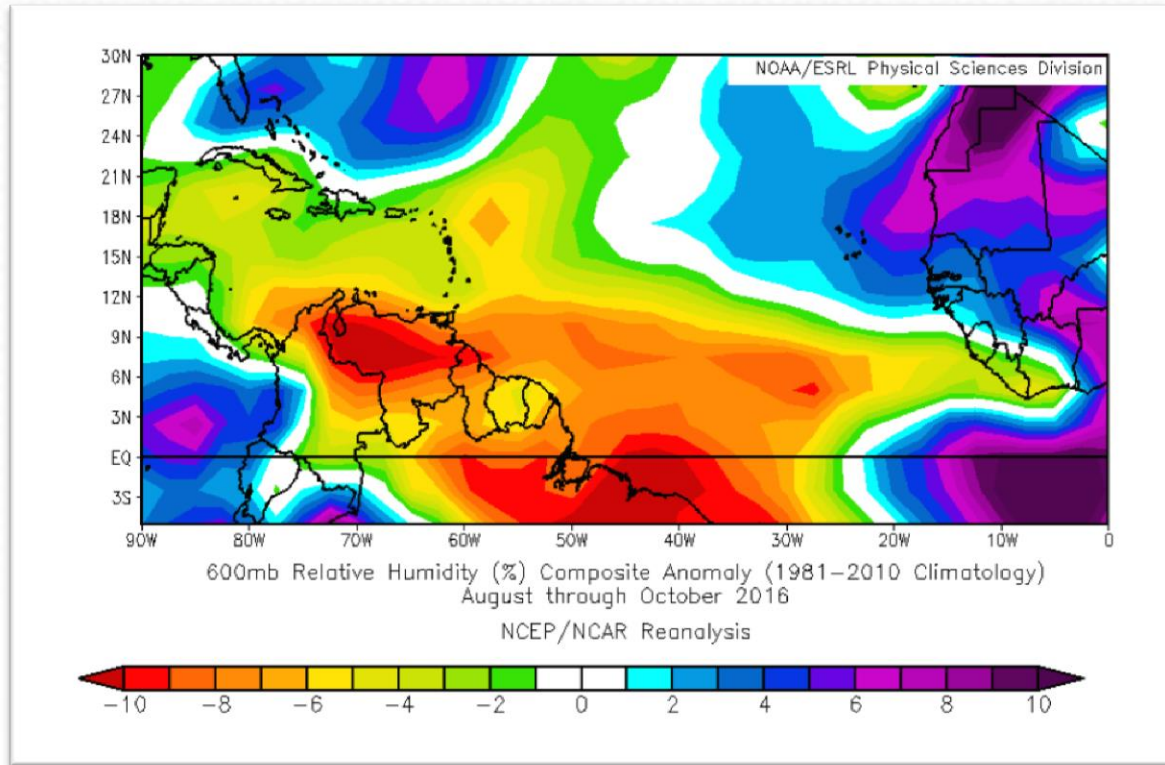 NOAA/ESRL Physical Sciences Division
30N
27N
24N
21N
18N
15N
12N
9N
6N
3N
EQ
3S
90W 80W 70W 60W 50W 40W 30W 20W 10W 0
600mb Relative Humidity (%) Composite Anomaly (1981-2010 Climatology)
August through October 2016
NCEP/NCAR Reanalysis
-10 -8 -6 -4 -2 0 2 4 6 8 10